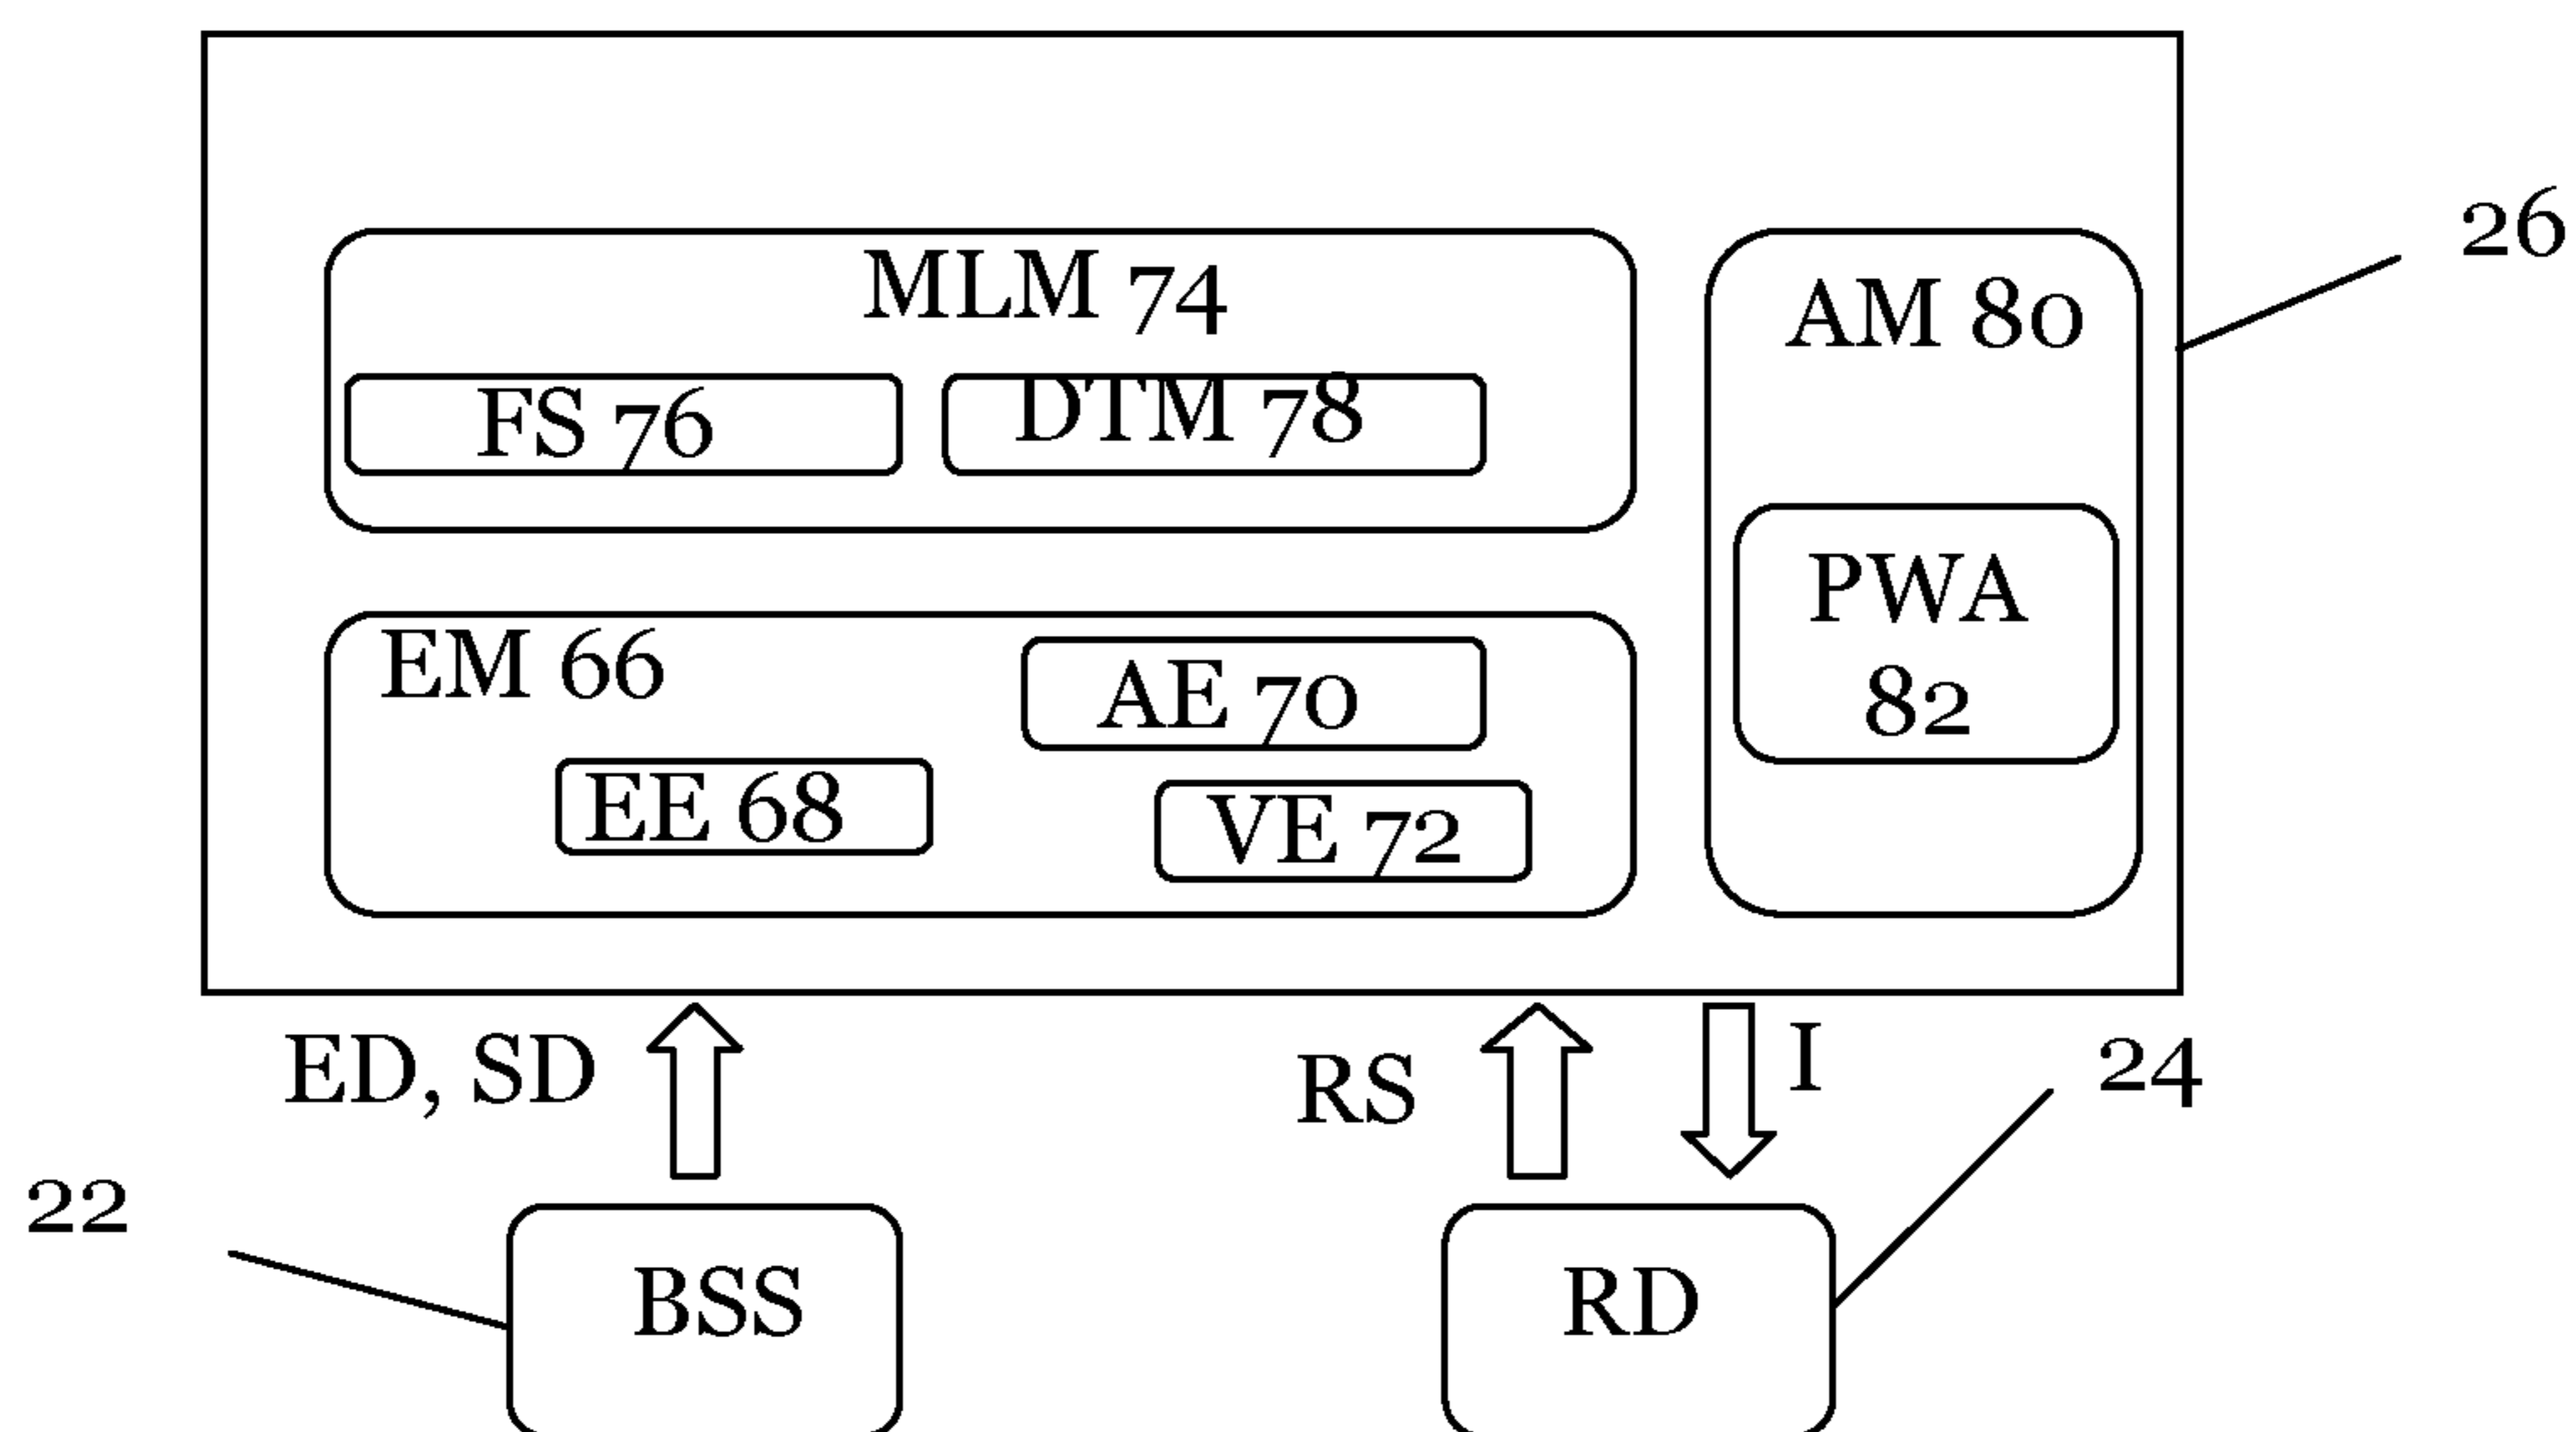 26
MLM 74
AM 80
FS 76
DTM 78
PWA
82
EM 66
AE 70
EE 68
VE 72
ED, SD
RS
I
24
22
BSS
RD